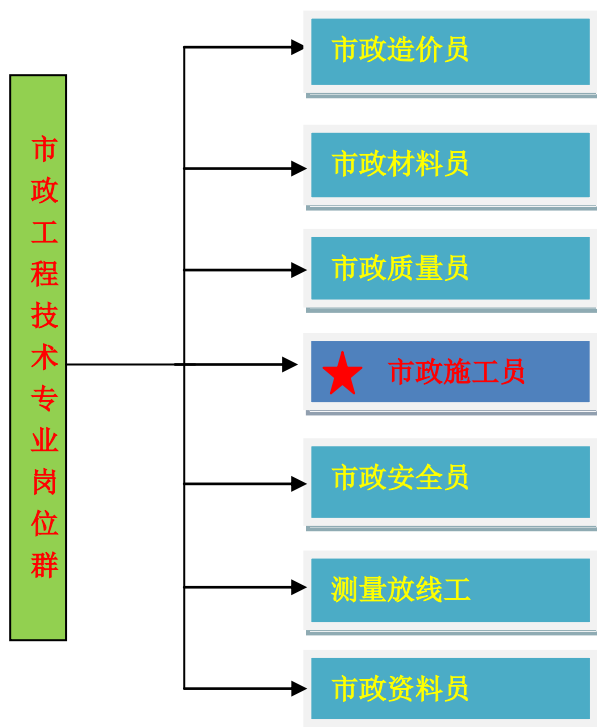 市政工程技术专业岗位群
市政造价员
市政材料员
市政质量员
市政施工员
市政安全员
测量放线工
市政资料员